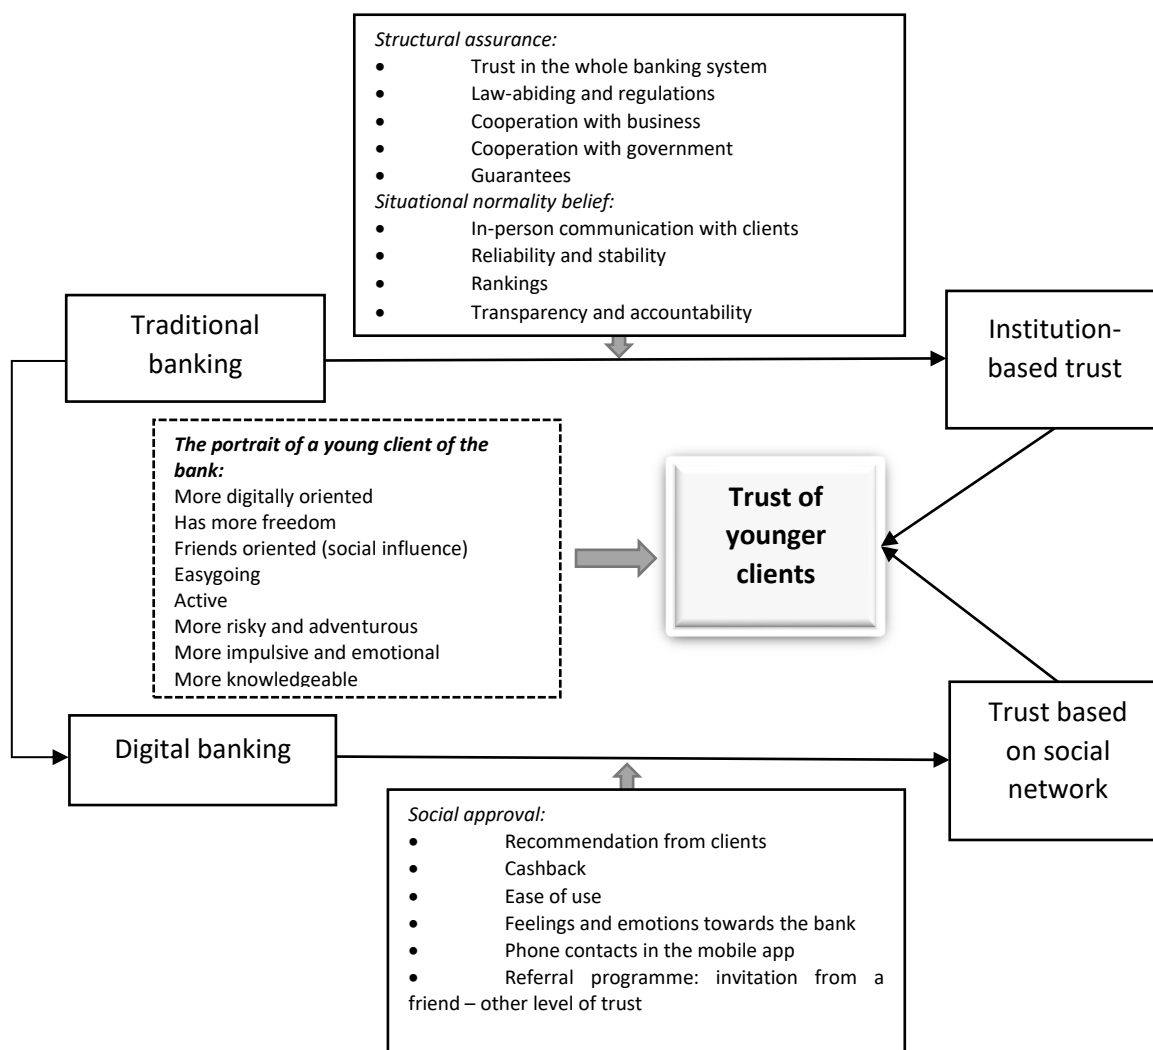 Structural assurance:
• Trust in the whole banking system
• Law-abiding and regulations
• Cooperation with business
• Cooperation with government
• Guarantees
Situational normality belief:
• In-person communication with clients
• Reliability and stability
• Rankings
• Transparency and accountability
Traditional
banking
Institution-
based trust
The portrait of a young client of the
bank:
More digitally oriented
Has more freedom
Friends oriented (social influence)
Easygoing
Active
More risky and adventurous
More impulsive and emotional
More knowledgeable
Trust of
younger
clients
Digital banking
Trust based
on social
network
Social approval:
• Recommendation from clients
• Cashback
• Ease of use
• Feelings and emotions towards the bank
• Phone contacts in the mobile app
• Referral programme: invitation from a
friend – other level of trust